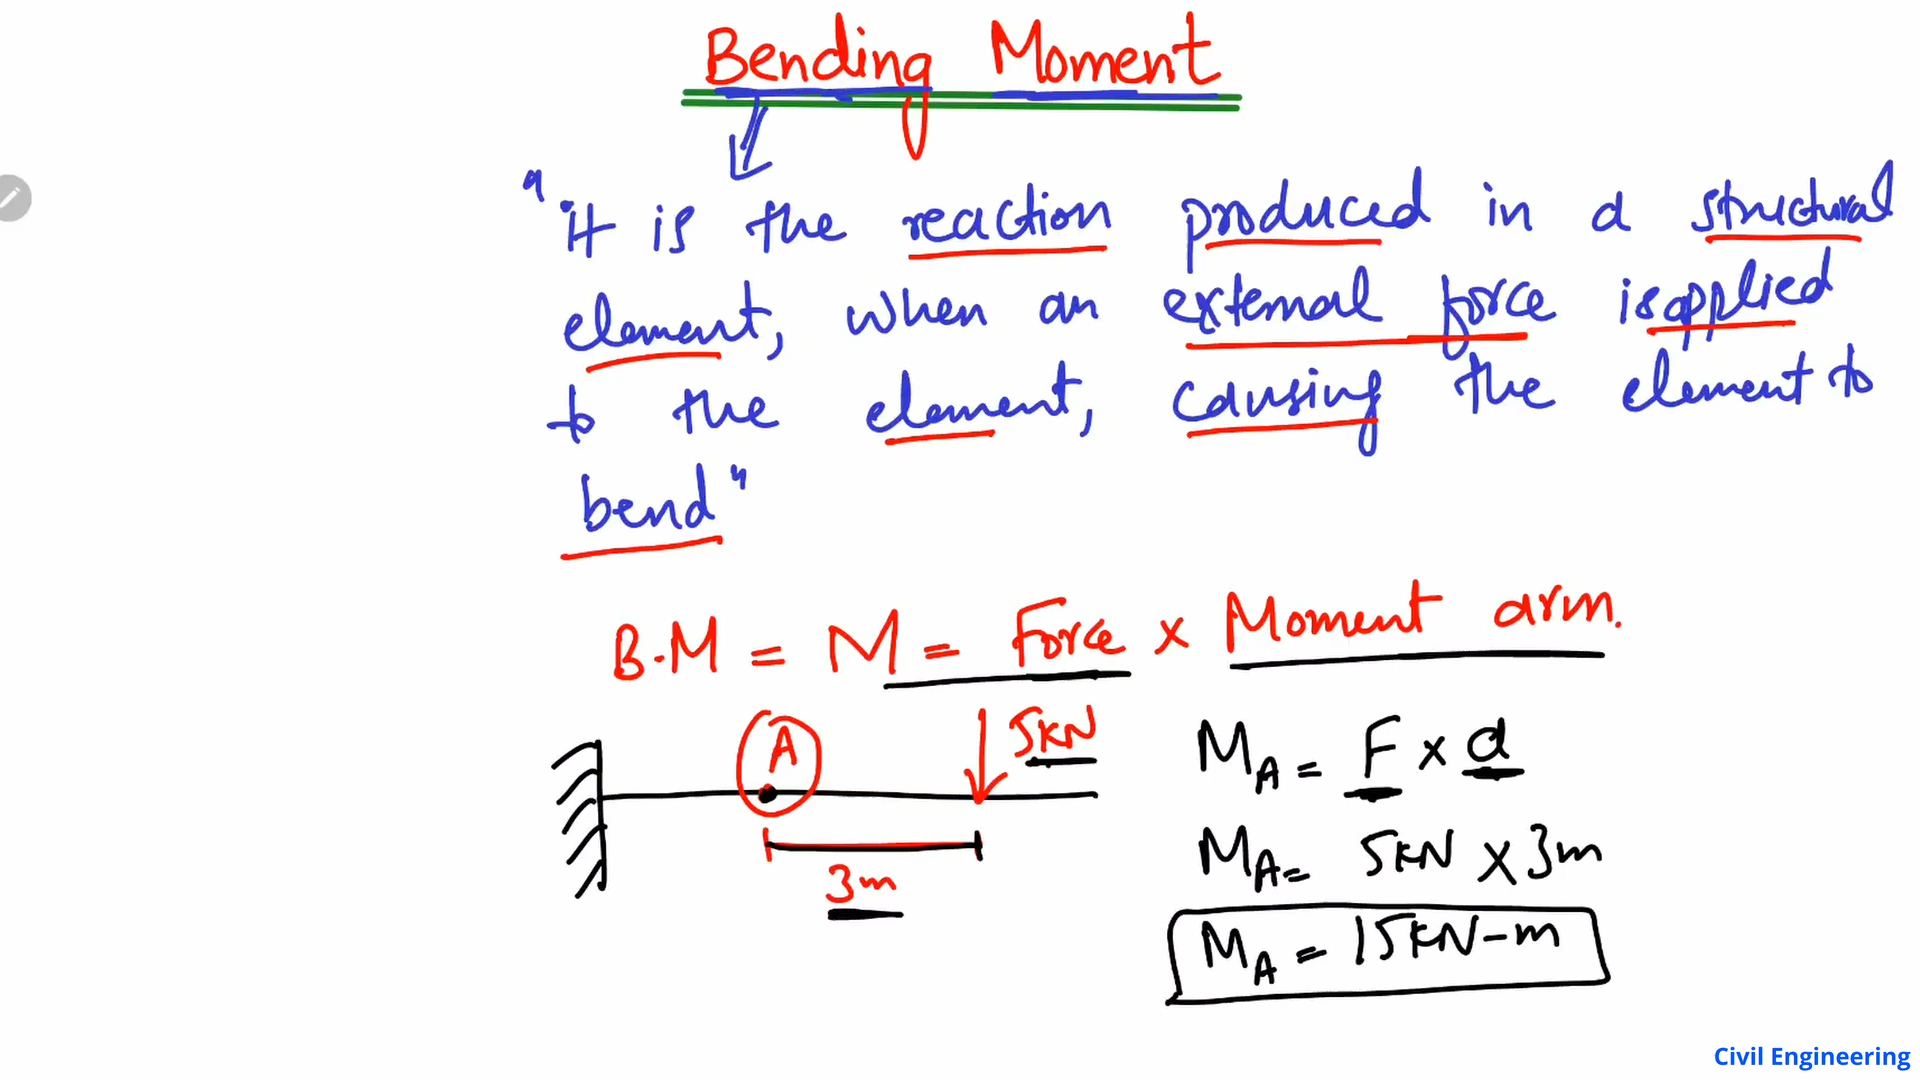 Bending Moment
"it is the reaction produced in a structural
element, when an external force is applied
to the element, causing the element to
bend"
B.M = M = Force x Moment arm.
A
5kN
3m
MA = F x d
MA = 5kN x 3m
MA = 15kN-m
Civil Engineering